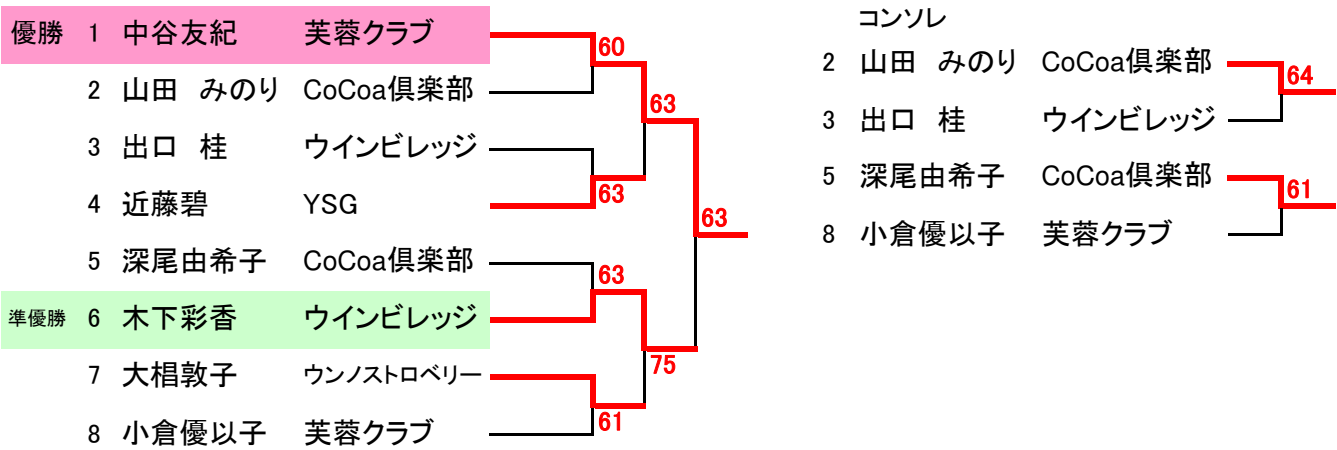 優勝 1 中谷友紀 芙蓉クラブ
60
2 山田 みのり CoCoa倶楽部
63
3 出口 桂 ウインビレッジ
63
4 近藤碧 YSG
63
5 深尾由希子 CoCoa倶楽部
63
準優勝 6 木下彩香 ウインビレッジ
75
7 大椙敦子 ウンノストロベリー
61
8 小倉優以子 芙蓉クラブ
コンソレ
2 山田 みのり CoCoa倶楽部
64
3 出口 桂 ウインビレッジ
5 深尾由希子 CoCoa倶楽部
61
8 小倉優以子 芙蓉クラブ